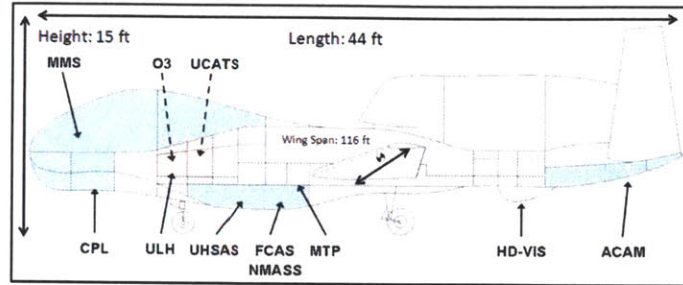 Height: 15 ft
Length: 44 ft
MMS
O3
UCATS
Wing Span: 116 ft
CPL
ULH
UHSAS
FCAS
NMASS
MTP
HD-VIS
ACAM